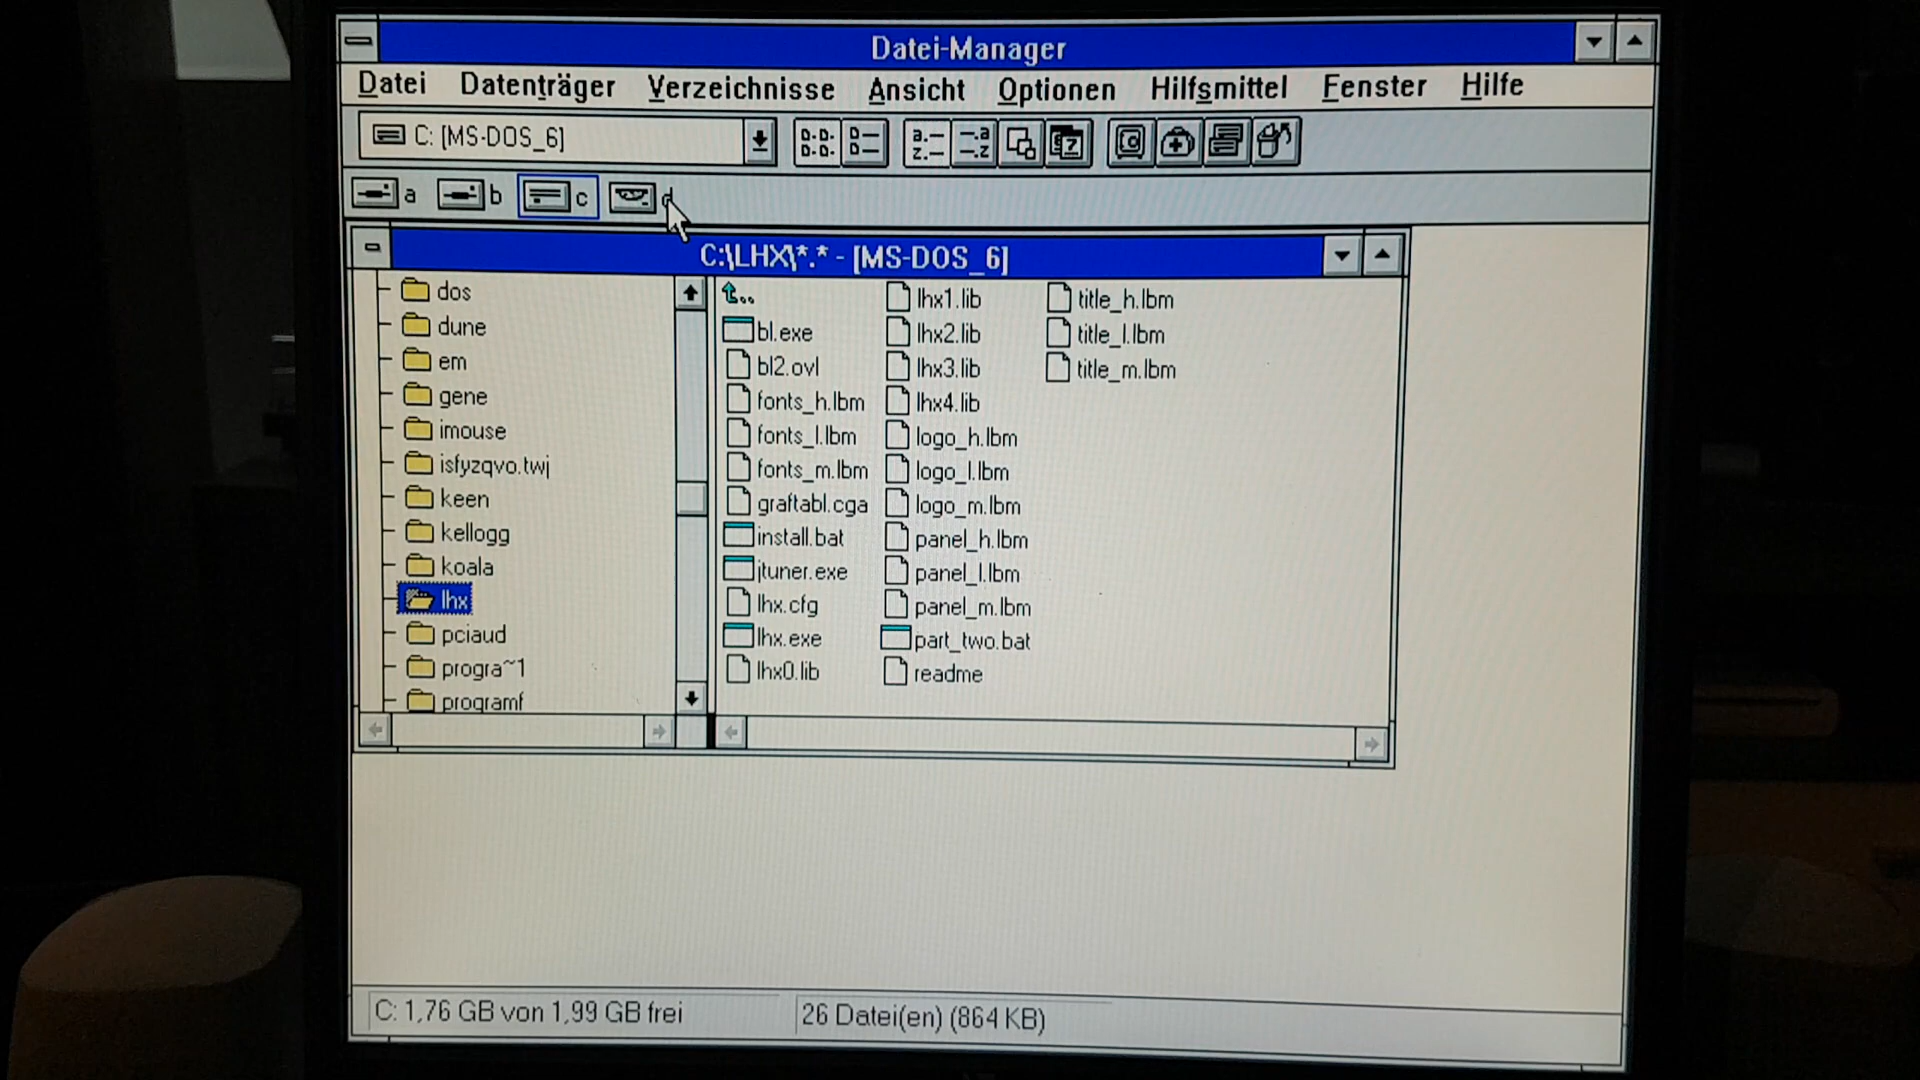 Datei-Manager
Datei Datenträger Verzeichnisse Ansicht Optionen Hilfsmittel Fenster Hilfe
C: [MS-DOS_6]
a b c
C:\LHX\*.* - [MS-DOS_6]
dos
dune
em
gene
imouse
isfyzqvo.twj
keen
kellogg
koala
lhx
pciaud
progra~1
programf
..
bl.exe
bl2.ovl
fonts_h.lbm
fonts_l.lbm
fonts_m.lbm
graftabl.cga
install.bat
jtuner.exe
lhx.cfg
lhx.exe
lhx0.lib
lhx1.lib
lhx2.lib
lhx3.lib
lhx4.lib
logo_h.lbm
logo_l.lbm
logo_m.lbm
panel_h.lbm
panel_l.lbm
panel_m.lbm
part_two.bat
readme
title_h.lbm
title_l.lbm
title_m.lbm
C: 1,76 GB von 1,99 GB frei
26 Datei(en) (864 KB)